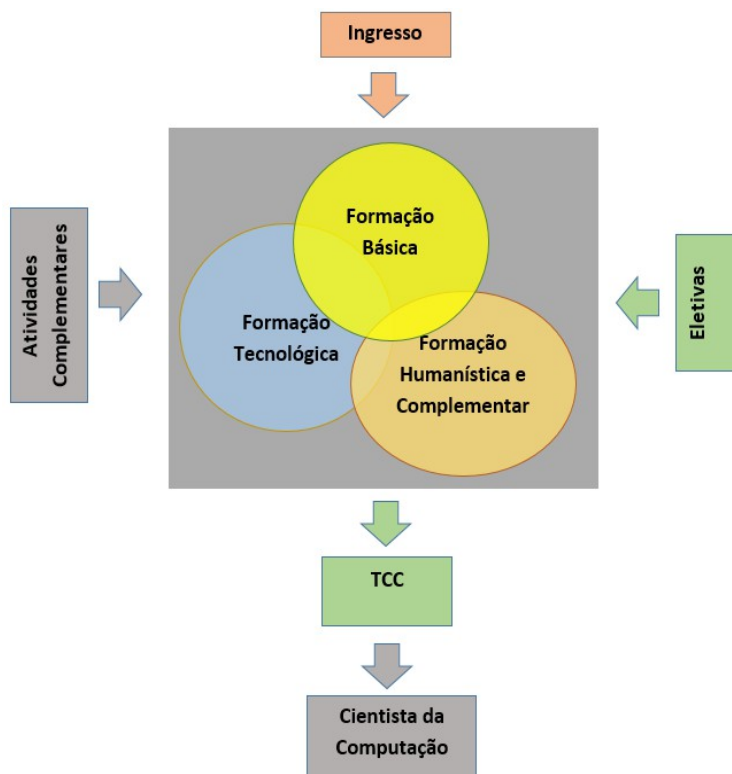 Ingresso
Formação
Básica
Atividades
Complementares
Eletivas
Formação
Tecnológica
Formação
Humanística e
Complementar
TCC
Cientista da
Computação